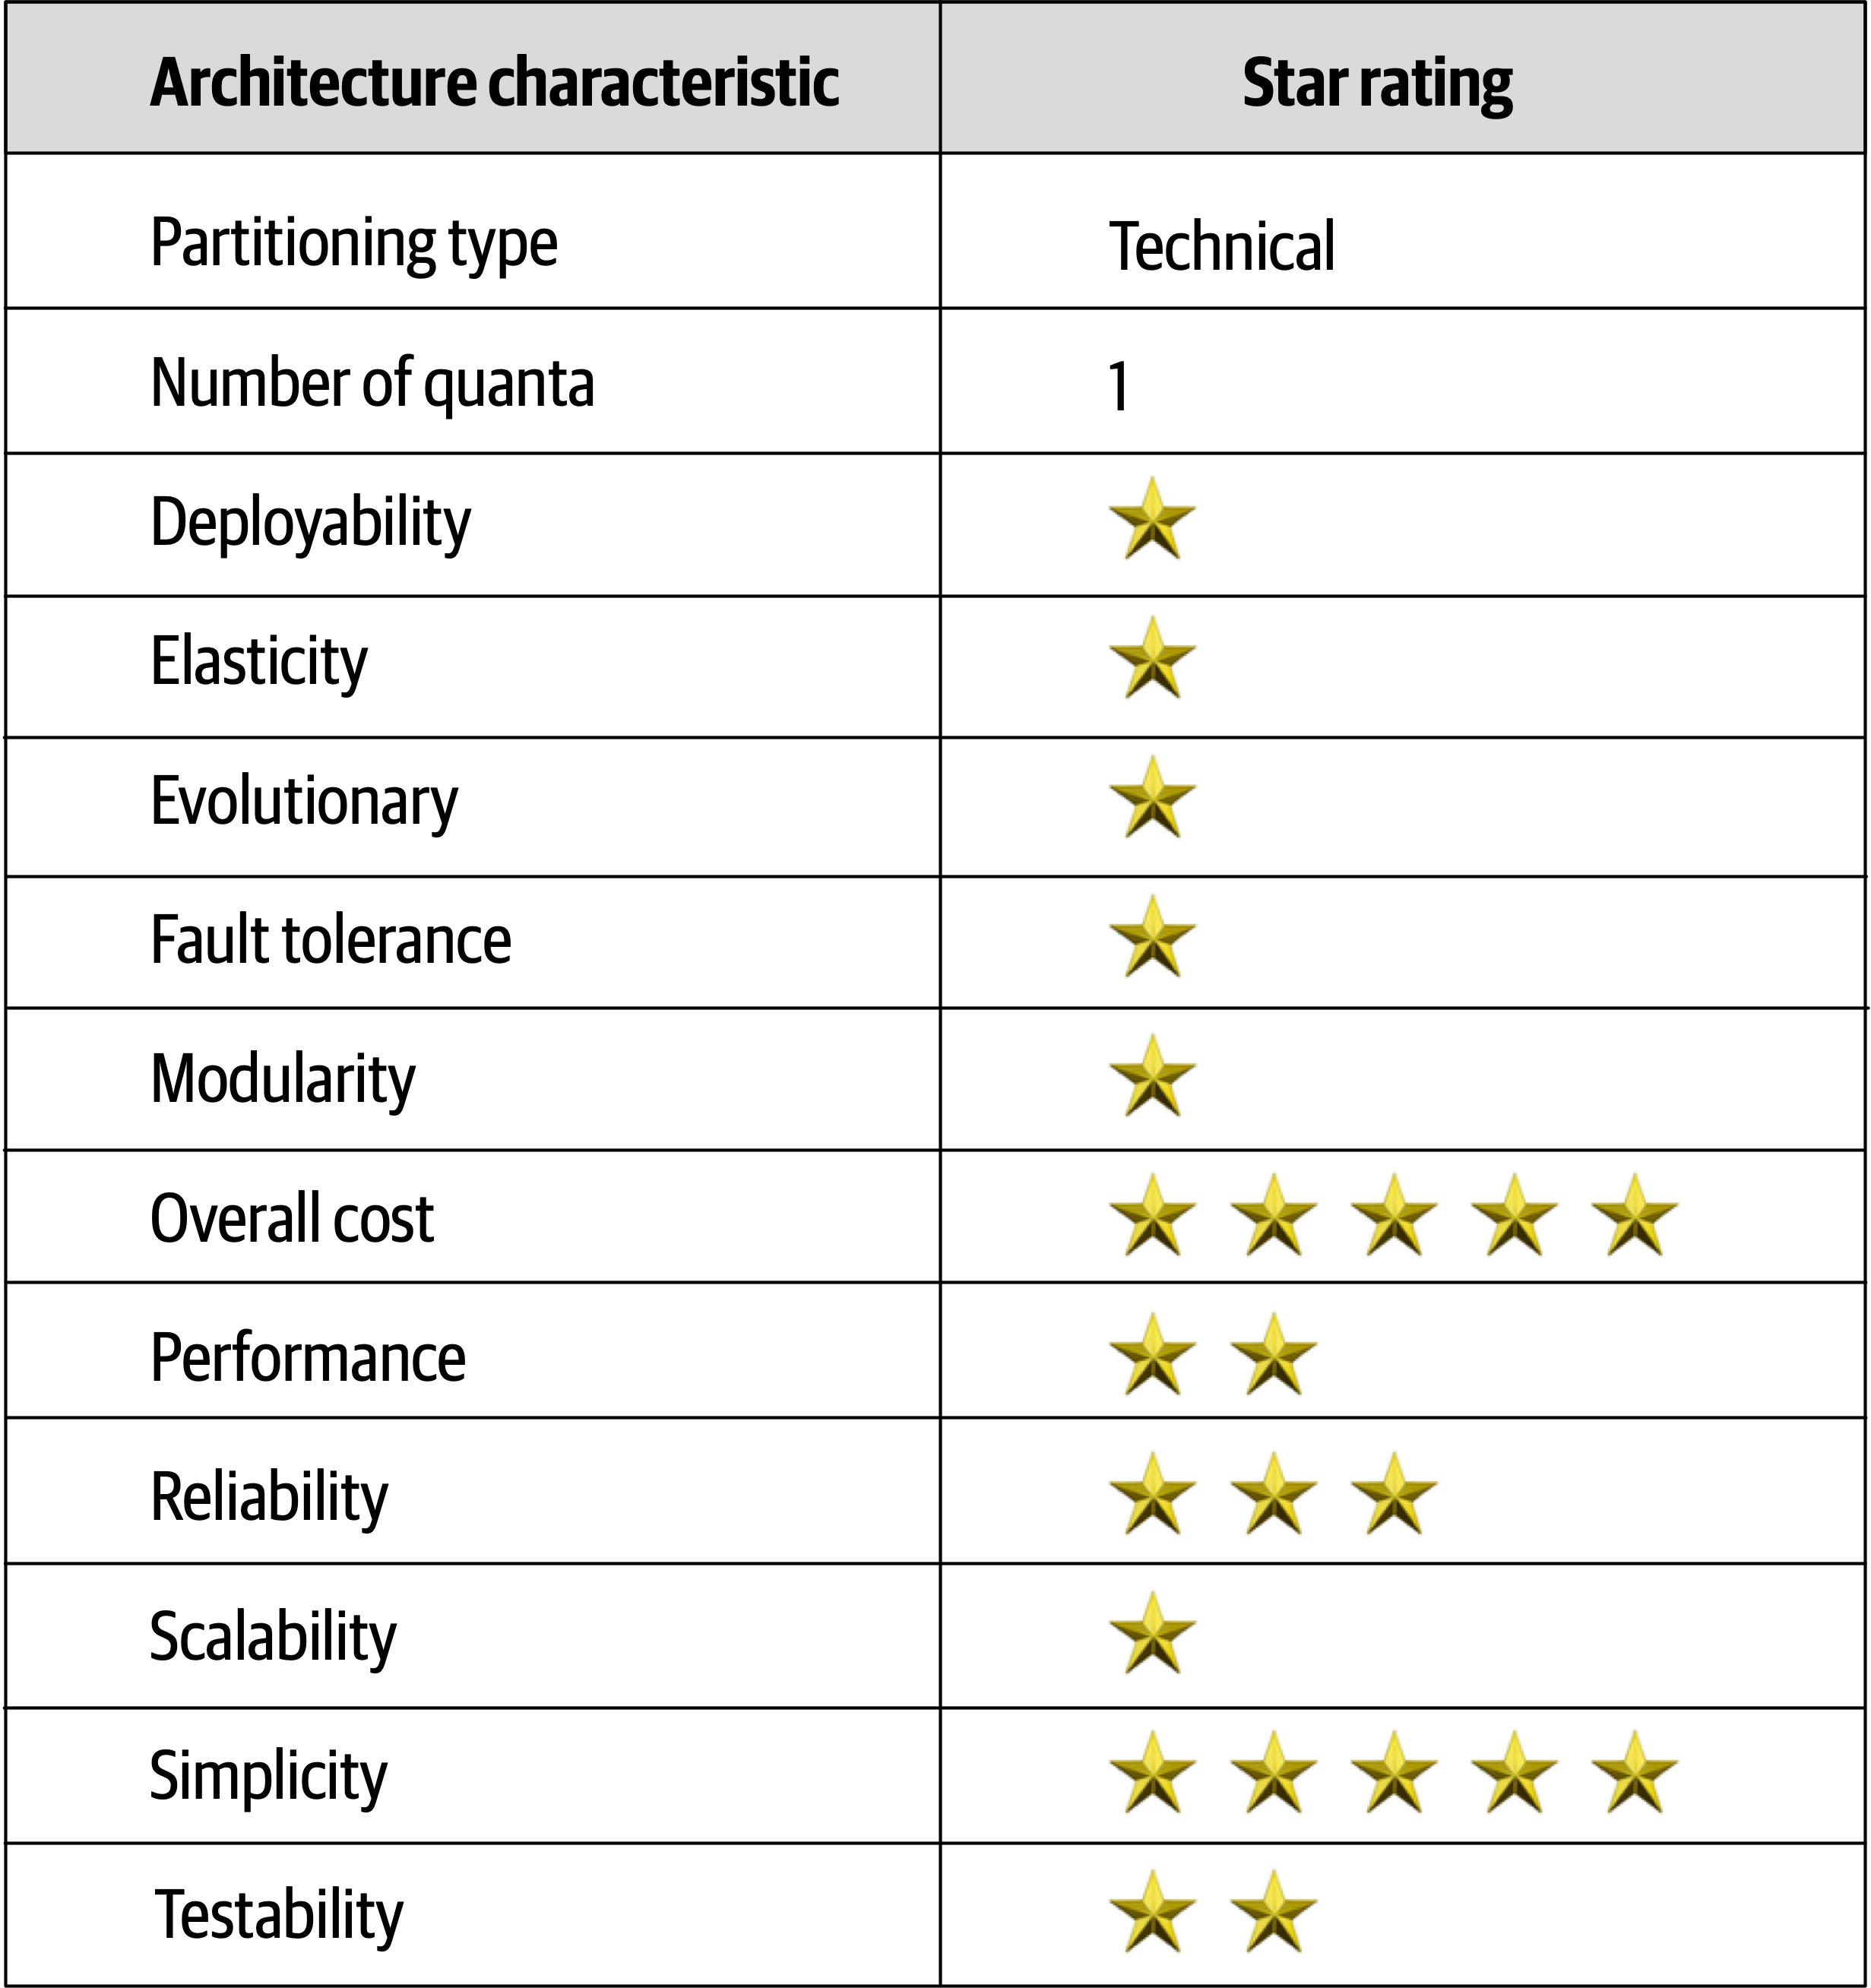 Architecture characteristic Star rating
Partitioning type Technical
Number of quanta 1
Deployability
Elasticity
Evolutionary
Fault tolerance
Modularity
Overall cost
Performance
Reliability
Scalability
Simplicity
Testability